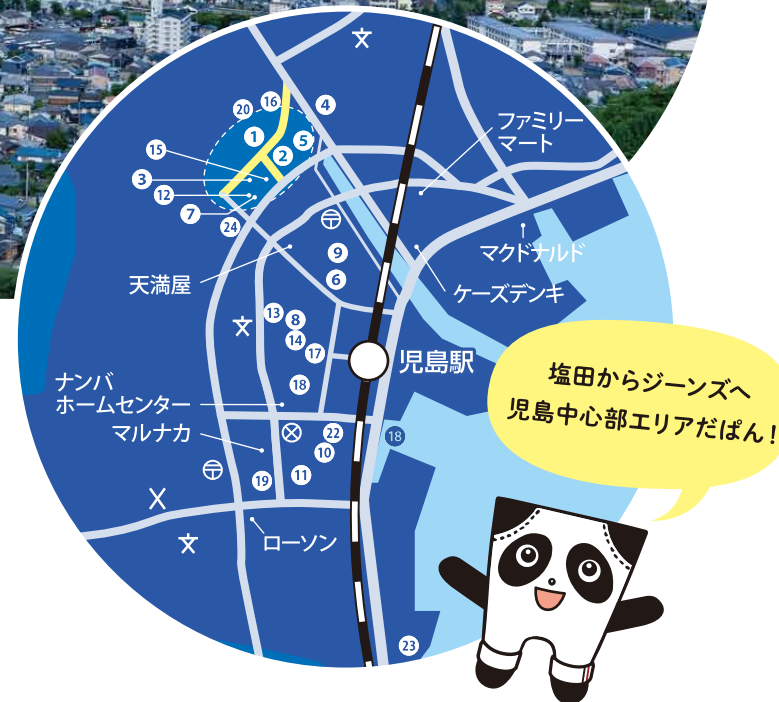 文
20
16
4
1
5
ファミリー
マート
15
2
3
12
7
24
マクドナルド
9
天満屋
6
ケーズデンキ
13
8
文
14
17
児島駅
18
ナンバ
ホームセンター
マルナカ
22
18
10
19
11
ローソン
文
23
塩田からジーンズへ
児島中心部エリアだぱん！